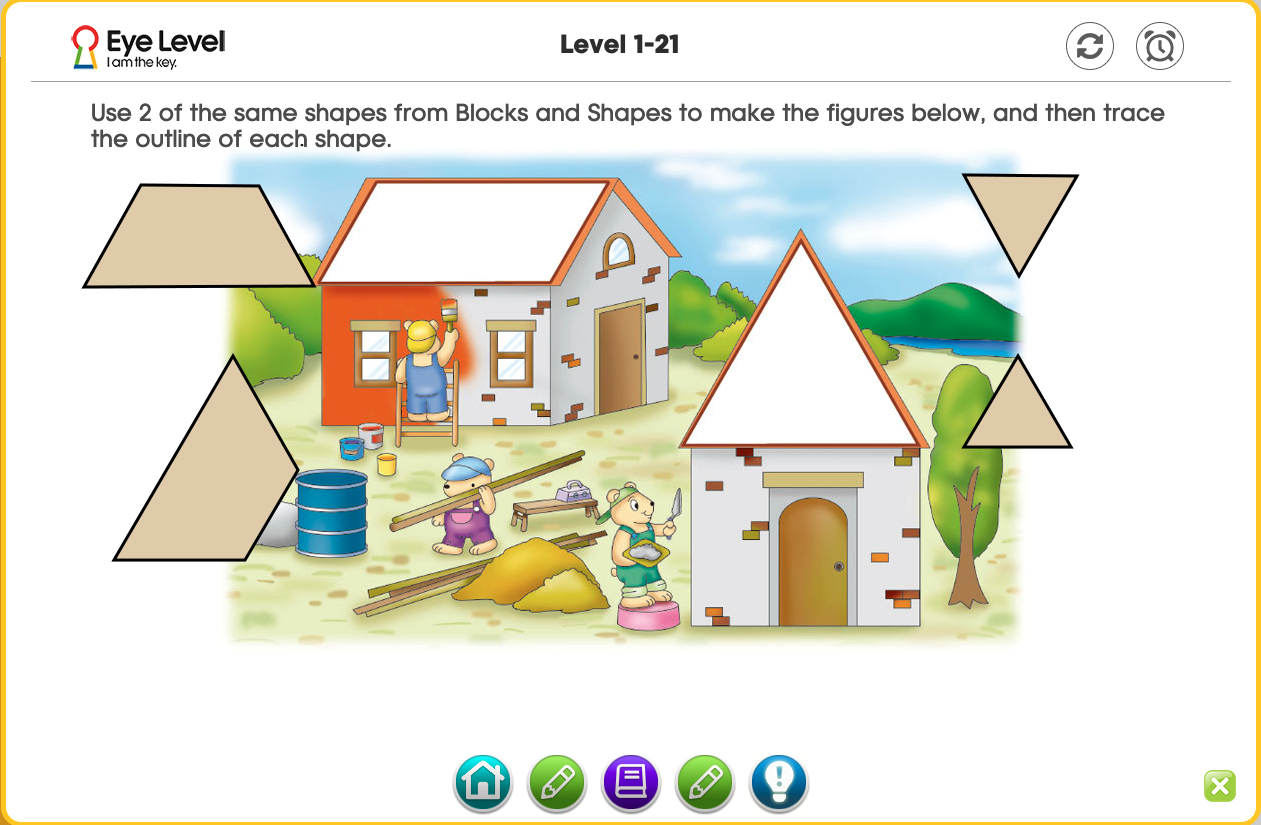 Eye Level
I am the key.
Level 1-21
Use 2 of the same shapes from Blocks and Shapes to make the figures below, and then trace
the outline of each shape.